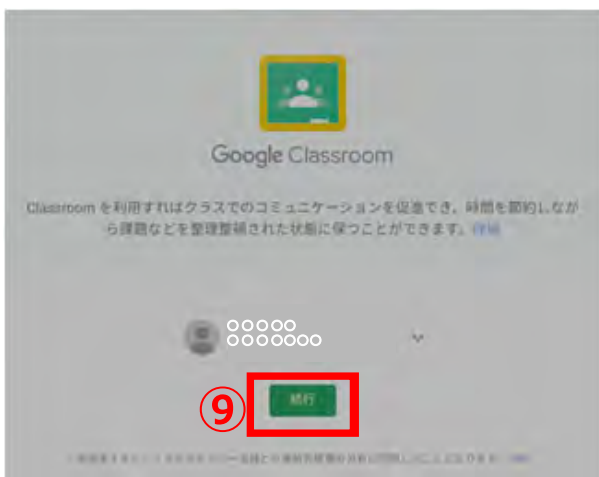 Google Classroom
Classroom を利用すればクラスでのコミュニケーションを促進でき、時間を節約しなが
ら課題などを整理整頓された状態に保つことができます。詳細
○○○○○
○○○○○○○
⑨
続行